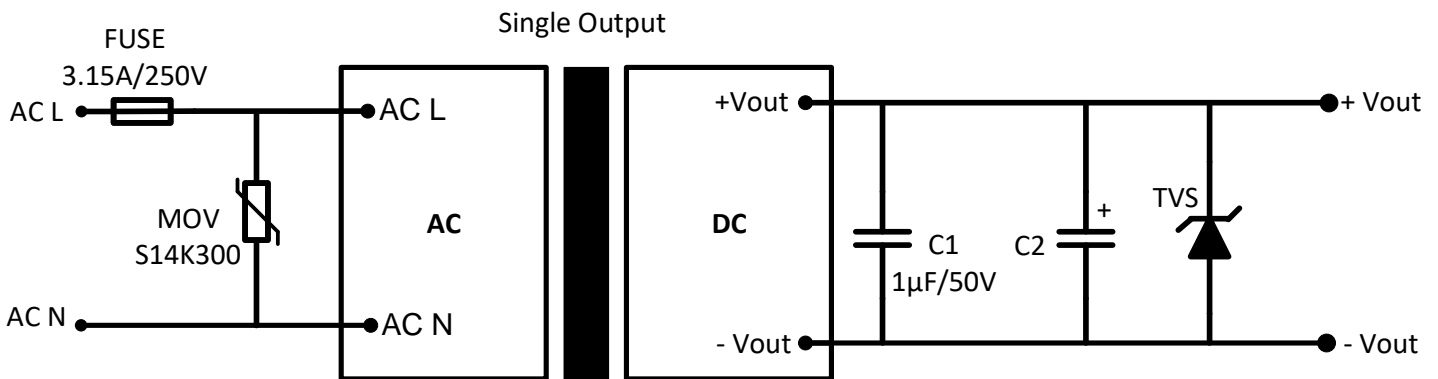 Single Output
FUSE
3.15A/250V
AC L
AC L
+Vout
+ Vout
MOV
S14K300
AC
DC
C1
1µF/50V
C2
+
TVS
AC N
AC N
- Vout
- Vout